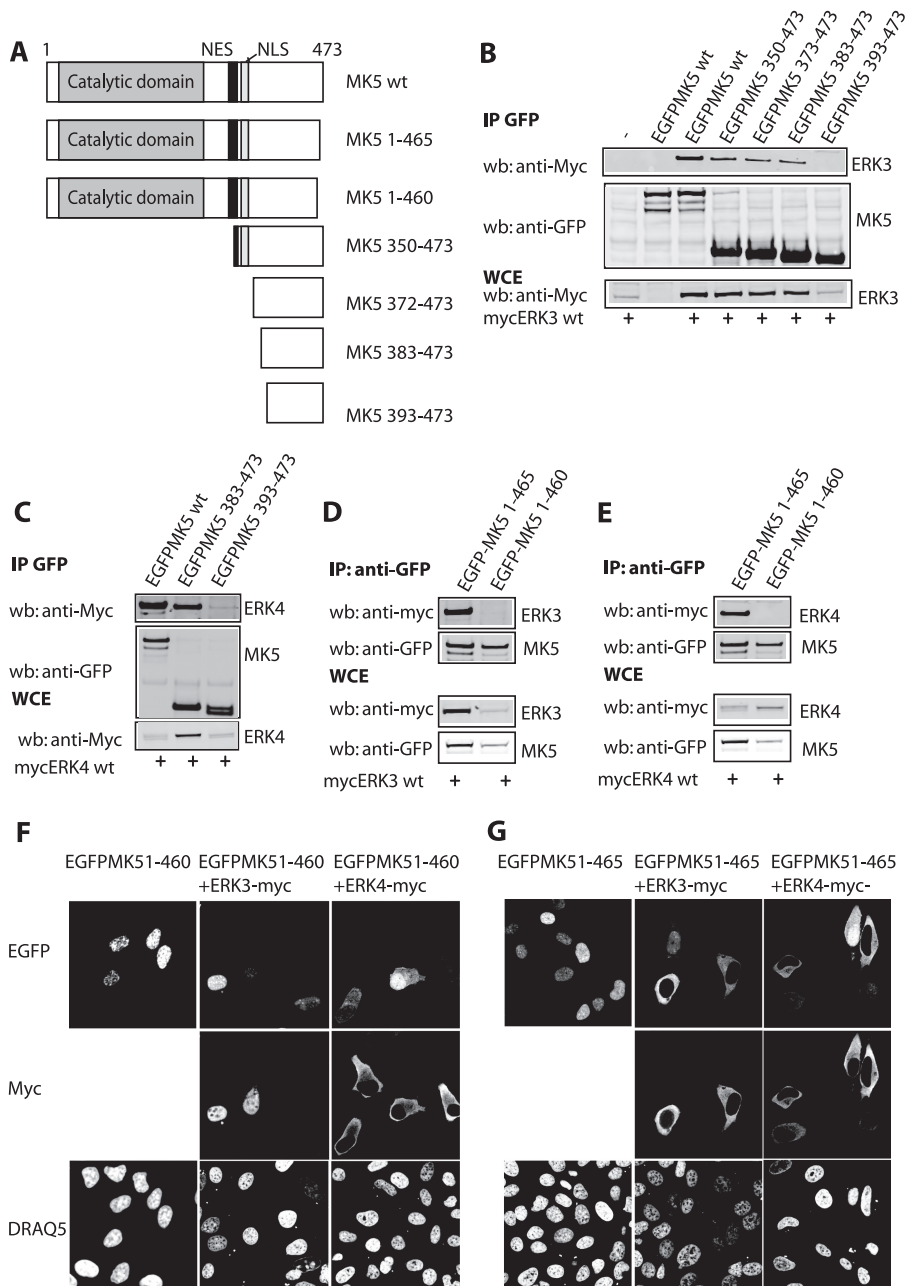 A
1 NES NLS 473
Catalytic domain MK5 wt
Catalytic domain MK5 1-465
Catalytic domain MK5 1-460
MK5 350-473
MK5 372-473
MK5 383-473
MK5 393-473
B
- EGFPMK5 wt EGFPMK5 wt EGFPMK5 350-473 EGFPMK5 373-473 EGFPMK5 383-473 EGFPMK5 393-473
IP GFP
wb: anti-Myc ERK3
wb: anti-GFP MK5
WCE
wb: anti-Myc ERK3
mycERK3 wt + + + + + +
C
EGFPMK5 wt EGFPMK5 383-473 EGFPMK5 393-473
IP GFP
wb: anti-Myc ERK4
wb: anti-GFP MK5
WCE
wb: anti-Myc ERK4
mycERK4 wt + + +
D
EGFP-MK5 1-465 EGFP-MK5 1-460
IP: anti-GFP
wb: anti-myc ERK3
wb: anti-GFP MK5
WCE
wb: anti-myc ERK3
wb: anti-GFP MK5
mycERK3 wt + +
E
EGFP-MK5 1-465 EGFP-MK5 1-460
IP: anti-GFP
wb: anti-myc ERK4
wb: anti-GFP MK5
WCE
wb: anti-myc ERK4
wb: anti-GFP MK5
mycERK4 wt + +
F
EGFPMK51-460 EGFPMK51-460 EGFPMK51-460
+ERK3-myc +ERK4-myc
EGFP
Myc
DRAQ5
G
EGFPMK51-465 EGFPMK51-465 EGFPMK51-465
+ERK3-myc +ERK4-myc-